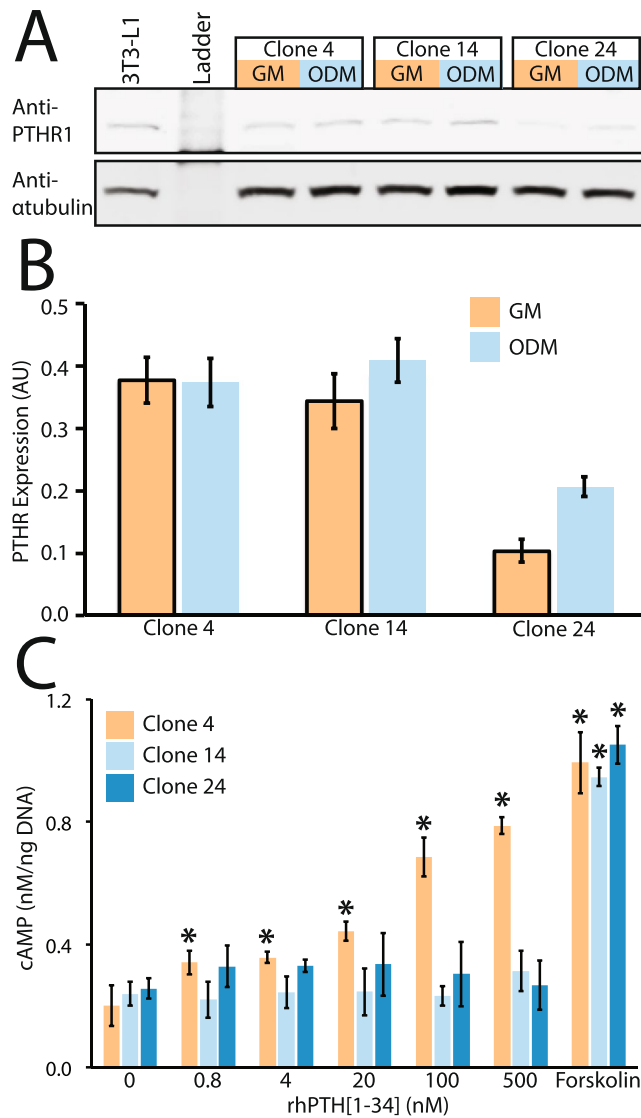 A
3T3-L1
Ladder
Clone 4
Clone 14
Clone 24
GM
ODM
GM
ODM
GM
ODM
Anti-
PTHR1
Anti-
αtubulin
B
PTHR Expression (AU)
0.5
0.4
0.3
0.2
0.1
0.0
GM
ODM
Clone 4
Clone 14
Clone 24
C
cAMP (nM/ng DNA)
1.2
0.8
0.4
0.0
Clone 4
Clone 14
Clone 24
* * * * * * * *
0
0.8
4
20
100
500
Forskolin
rhPTH[1-34] (nM)